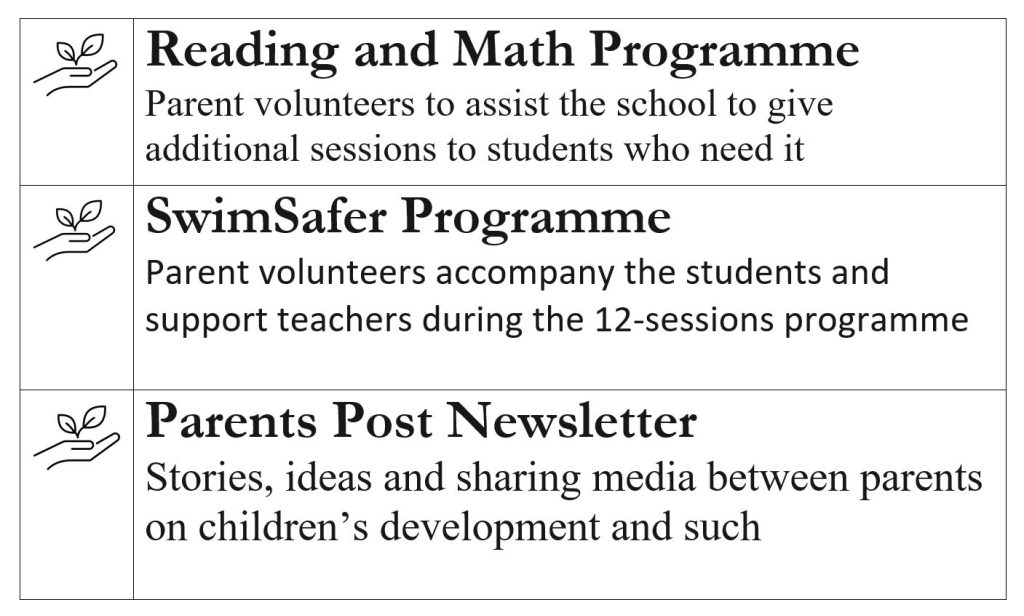 Reading and Math Programme
Parent volunteers to assist the school to give
additional sessions to students who need it
SwimSafer Programme
Parent volunteers accompany the students and
support teachers during the 12-sessions programme
Parents Post Newsletter
Stories, ideas and sharing media between parents
on children’s development and such